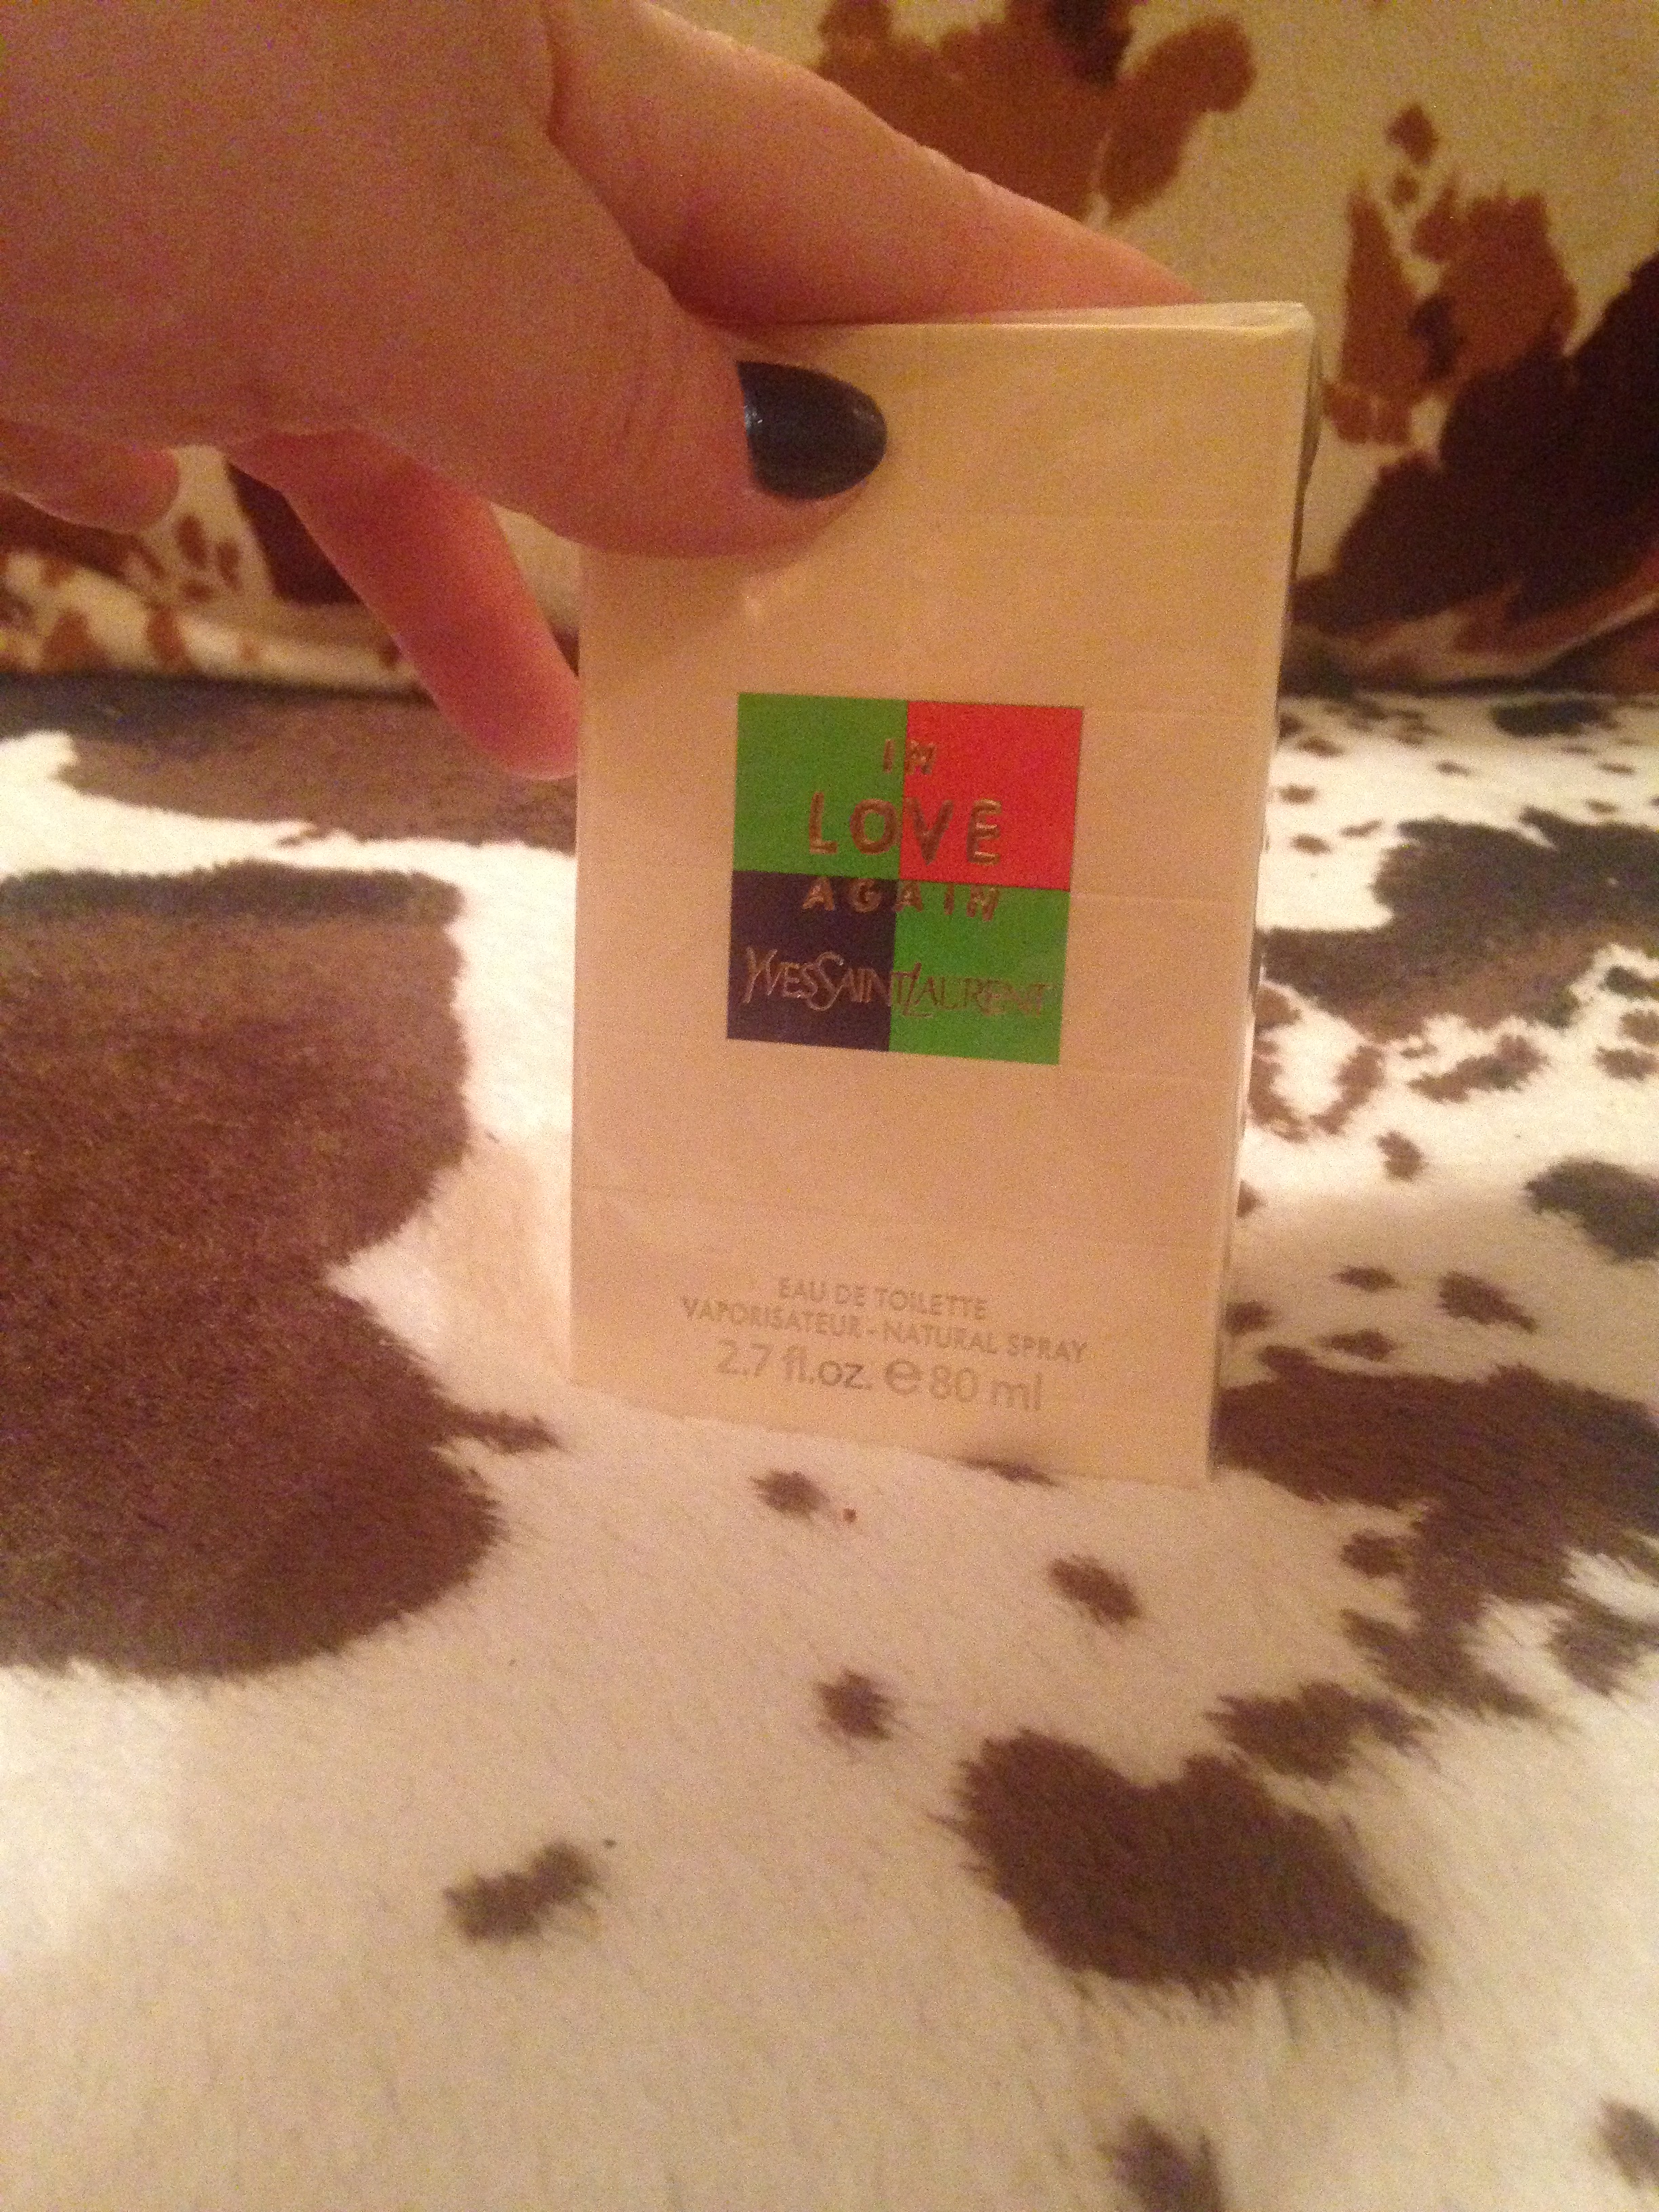 IN
LOVE
AGAIN
YVESSAINTLAURENT
EAU DE TOILETTE
VAPORISATEUR - NATURAL SPRAY
2.7 fl.oz. ℮ 80 ml